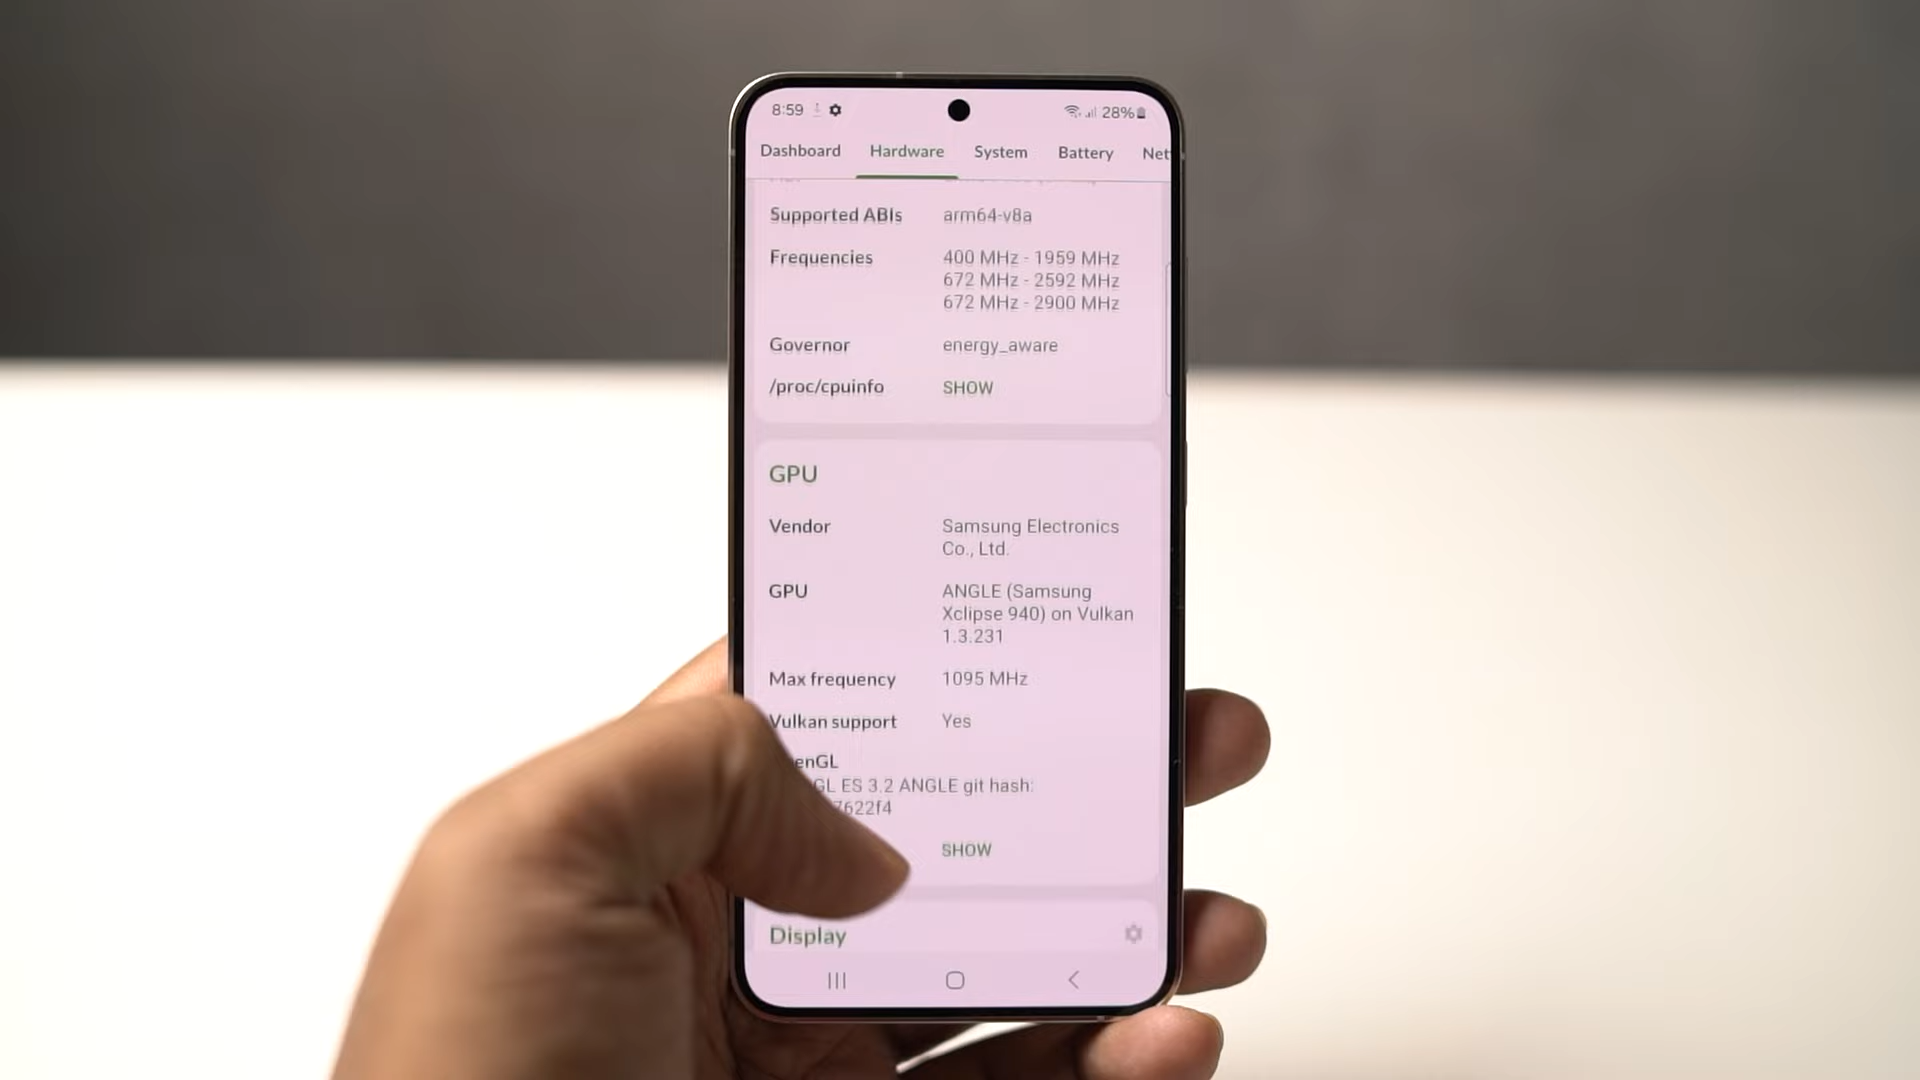 8:59 28%
Dashboard Hardware System Battery Net
Supported ABIs arm64-v8a
Frequencies 400 MHz - 1959 MHz
672 MHz - 2592 MHz
672 MHz - 2900 MHz
Governor energy_aware
/proc/cpuinfo SHOW
GPU
Vendor Samsung Electronics
Co., Ltd.
GPU ANGLE (Samsung
Xclipse 940) on Vulkan
1.3.231
Max frequency 1095 MHz
Vulkan support Yes
enGL
GL ES 3.2 ANGLE git hash:
7622f4
SHOW
Display